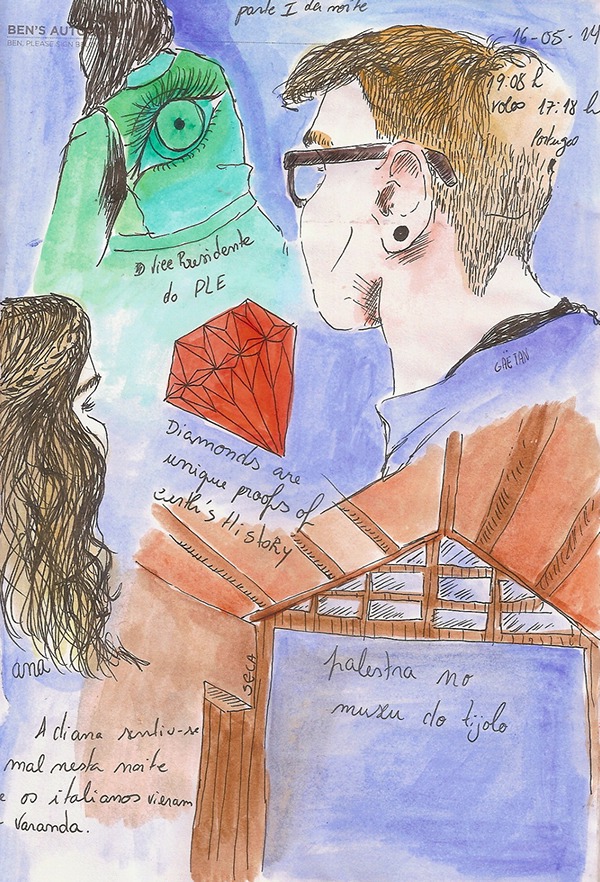 parte I da noite
BEN'S AUTO
BEN, PLEASE SIGN
16-05-14
19:08 h
voos 17:18 h
Portugal
O vice Presidente
do PLE
GAËTAN
Diamonds are
unique proofs of
Earth's History
ana
SECA
palestra no
museu do tijolo
A diana sentiu-se
mal nesta noite
e os italianos vieram
Varanda.